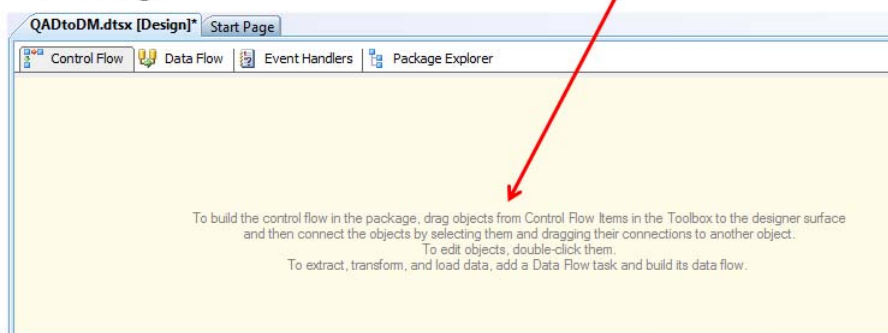 QADtoDM.dtsx [Design]* Start Page
Control Flow Data Flow Event Handlers Package Explorer
To build the control flow in the package, drag objects from Control Flow Items in the Toolbox to the designer surface
and then connect the objects by selecting them and dragging their connections to another object.
To edit objects, double-click them.
To extract, transform, and load data, add a Data Flow task and build its data flow.